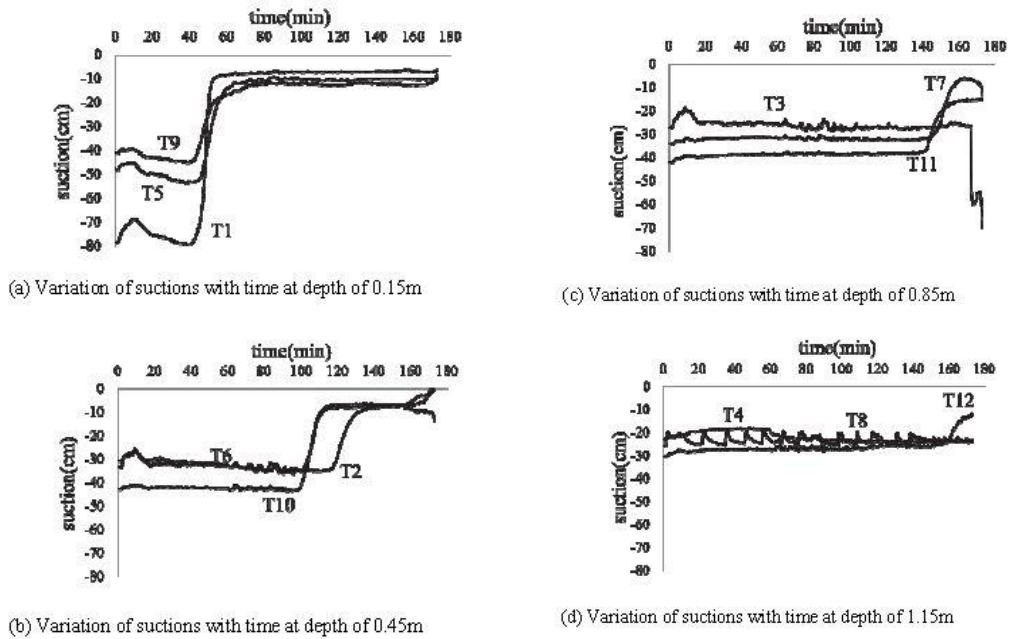 time(min)
0 20 40 60 80 100 120 140 160 180
0
-10
-20
-30
-40
-50
-60
-70
-80
suction(cm)
T9
T5
T1
(a) Variation of suctions with time at depth of 0.15m
time(min)
0 20 40 60 80 100 120 140 160 180
0
-10
-20
-30
-40
-50
-60
-70
-80
suction(cm)
T3
T7
T11
(c) Variation of suctions with time at depth of 0.85m
time(min)
0 20 40 60 80 100 120 140 160 180
0
-10
-20
-30
-40
-50
-60
-70
-80
suction(cm)
T6
T2
T10
(b) Variation of suctions with time at depth of 0.45m
time(min)
0 20 40 60 80 100 120 140 160 180
0
-10
-20
-30
-40
-50
-60
-70
-80
suction(cm)
T4
T8
T12
(d) Variation of suctions with time at depth of 1.15m